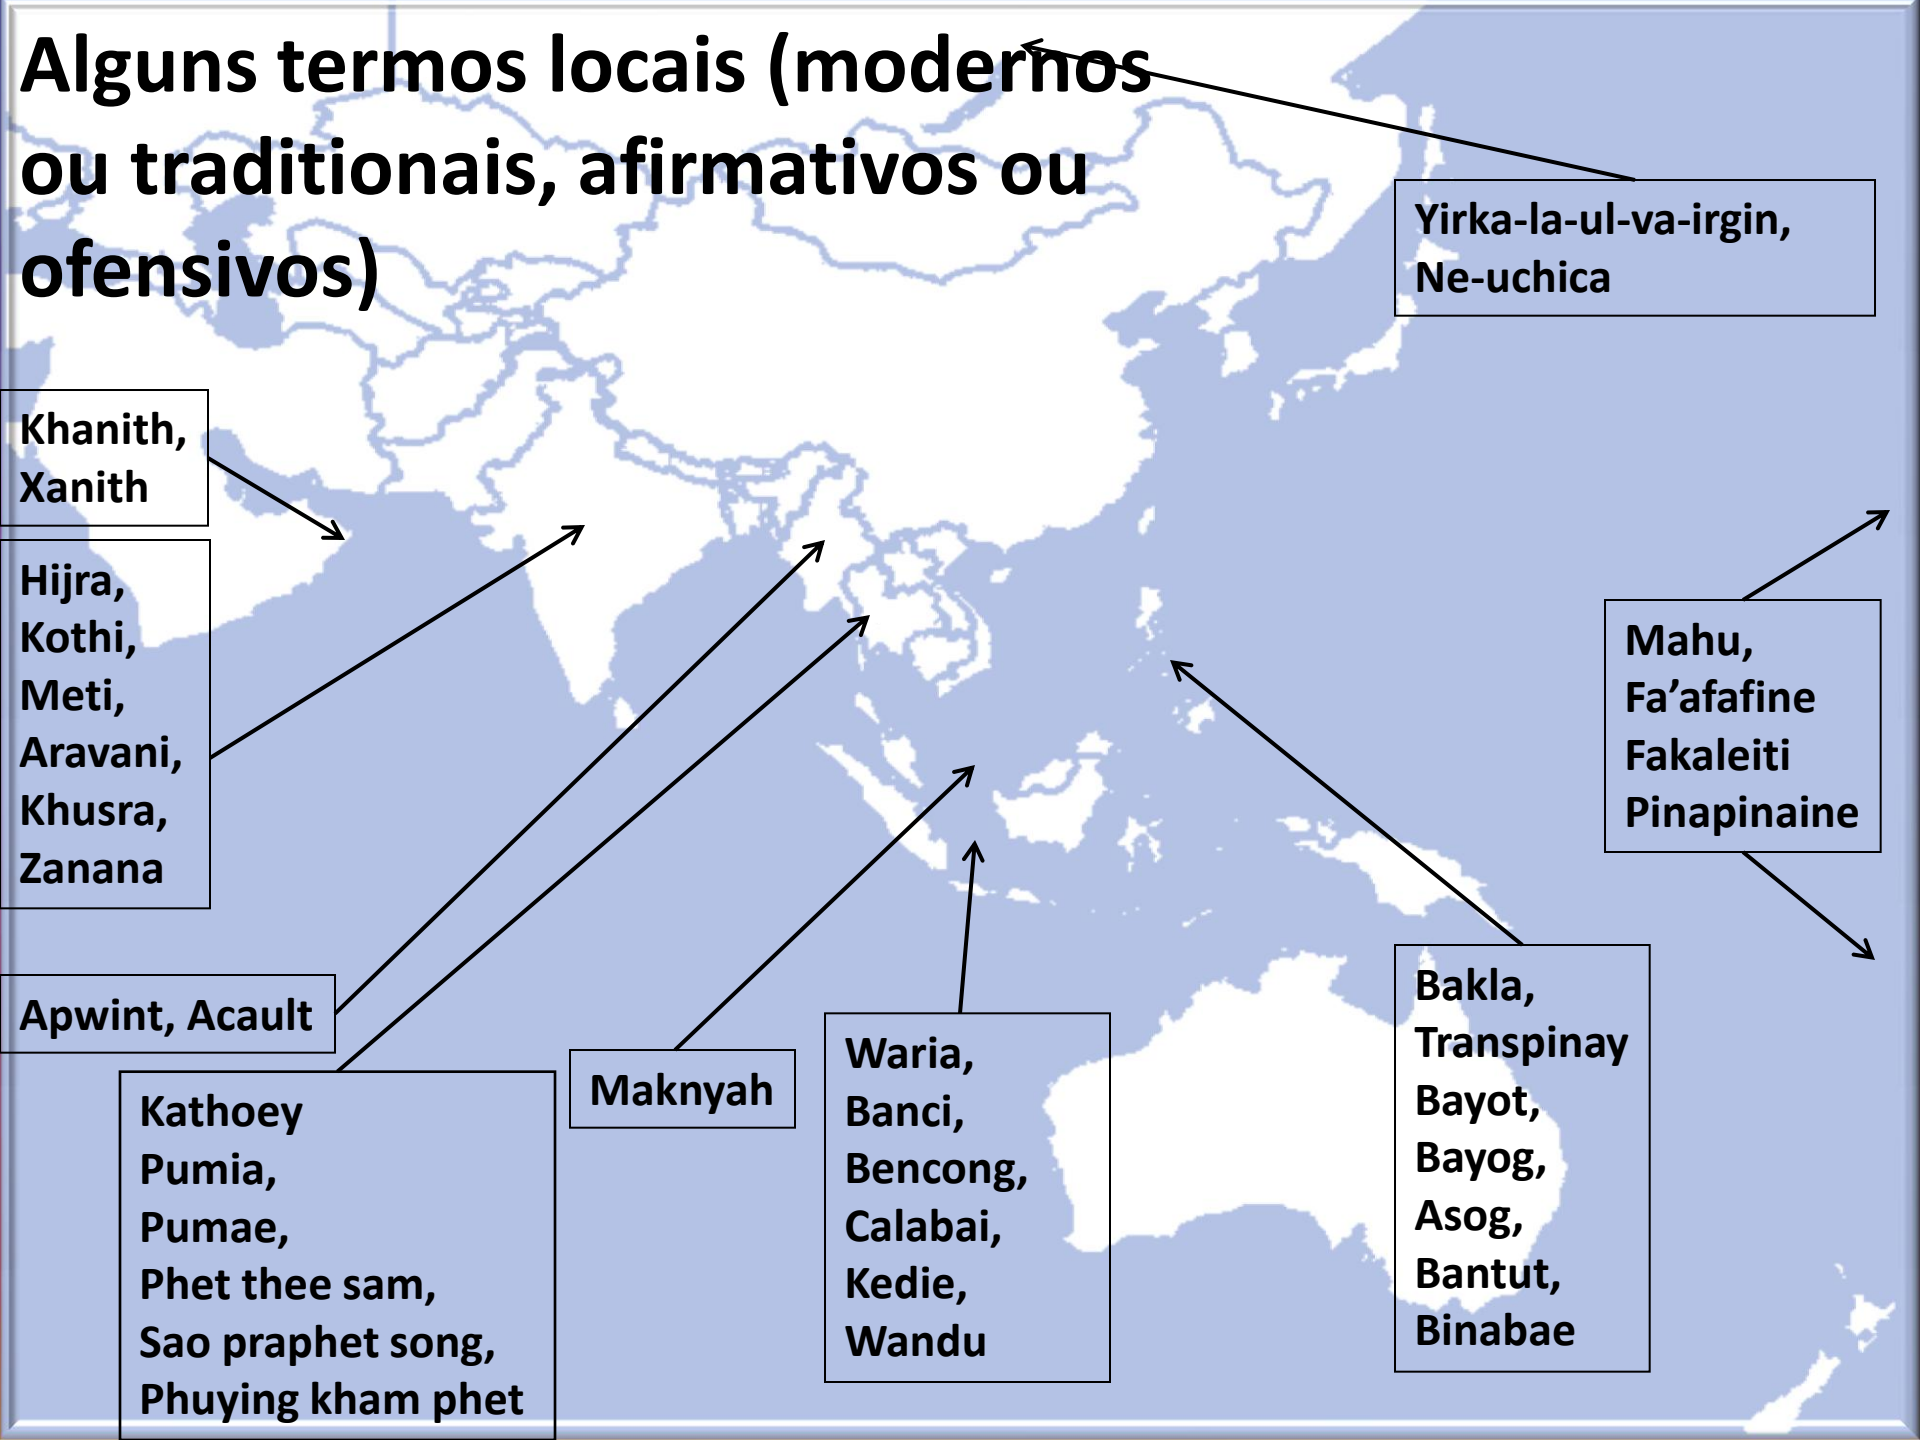 Alguns termos locais (modernos
ou traditionais, afirmativos ou
ofensivos)
Yirka-la-ul-va-irgin,
Ne-uchica
Khanith,
Xanith
Hijra,
Kothi,
Meti,
Aravani,
Khusra,
Zanana
Mahu,
Fa’afafine
Fakaleiti
Pinapinaine
Apwint, Acault
Kathoey
Pumia,
Pumae,
Phet thee sam,
Sao praphet song,
Phuying kham phet
Maknyah
Waria,
Banci,
Bencong,
Calabai,
Kedie,
Wandu
Bakla,
Transpinay
Bayot,
Bayog,
Asog,
Bantut,
Binabae